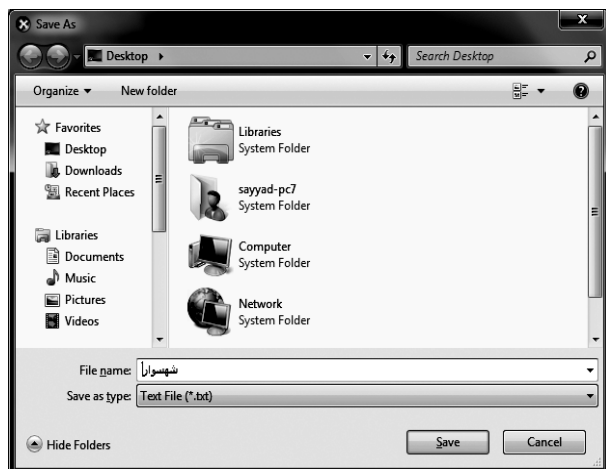 Save As
Desktop
Search Desktop
Organize
New folder
Favorites
Desktop
Downloads
Recent Places
Libraries
Documents
Music
Pictures
Videos
Libraries
System Folder
sayyad-pc7
System Folder
Computer
System Folder
Network
System Folder
File name:
شهسوارا
Save as type:
Text File (*.txt)
Hide Folders
Save
Cancel